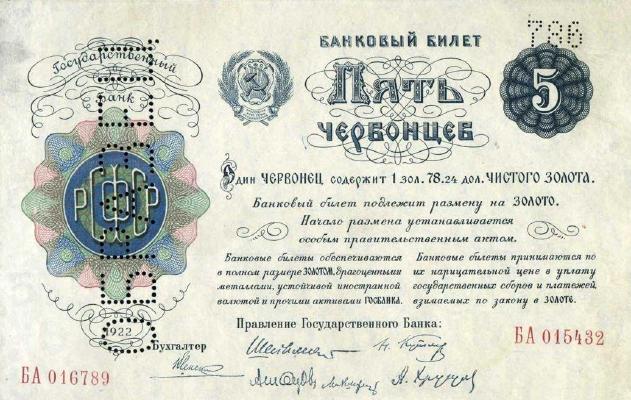 Государственный
Банк
РСФСР
1922
БАНКОВЫЙ БИЛЕТ
ПЯТЬ
ЧЕРВОНЦЕВ
5
Один ЧЕРВОНЕЦ СОДЕРЖИТ 1 ЗОЛ. 78.24 ДОЛ. ЧИСТОГО ЗОЛОТА.
Банковый билет подлежит размену на ЗОЛОТО.
Начало размена устанавливается
особым правительственным актом.
Банковые билеты обеспечиваются
в полном размере ЗОЛОТОМ, драгоценными
металлами, устойчивой иностранной
валютой и прочими активами ГОСБАНКА.
Банковые билеты принимаются по
их нарицательной цене в уплату
государственных сборов и платежей,
взимаемых по закону в ЗОЛОТЕ.
Правление Государственного Банка:
Бухгалтер
БА 015432
БА 016789